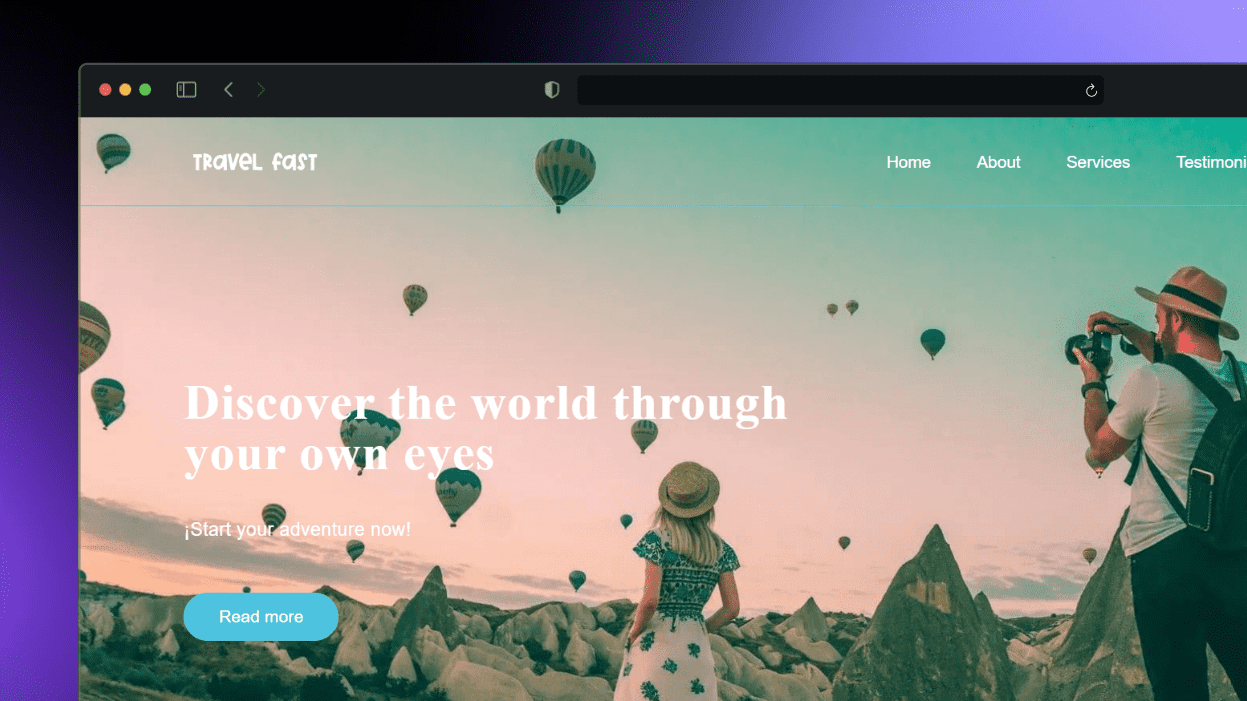 TRAVEL FAST
Home About Services Testimoni
Discover the world through
your own eyes
¡Start your adventure now!
Read more